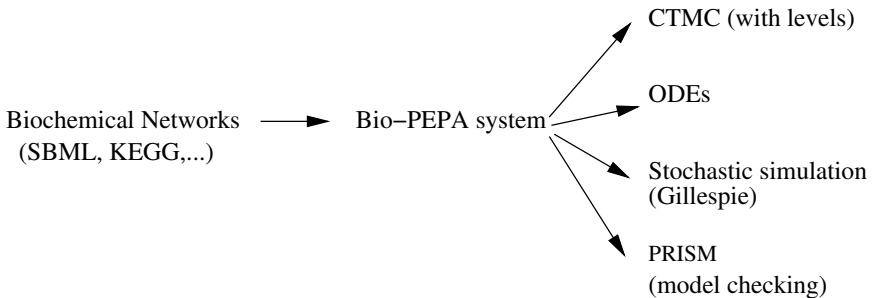 CTMC (with levels)
ODEs
Biochemical Networks
(SBML, KEGG,...)
Bio−PEPA system
Stochastic simulation
(Gillespie)
PRISM
(model checking)